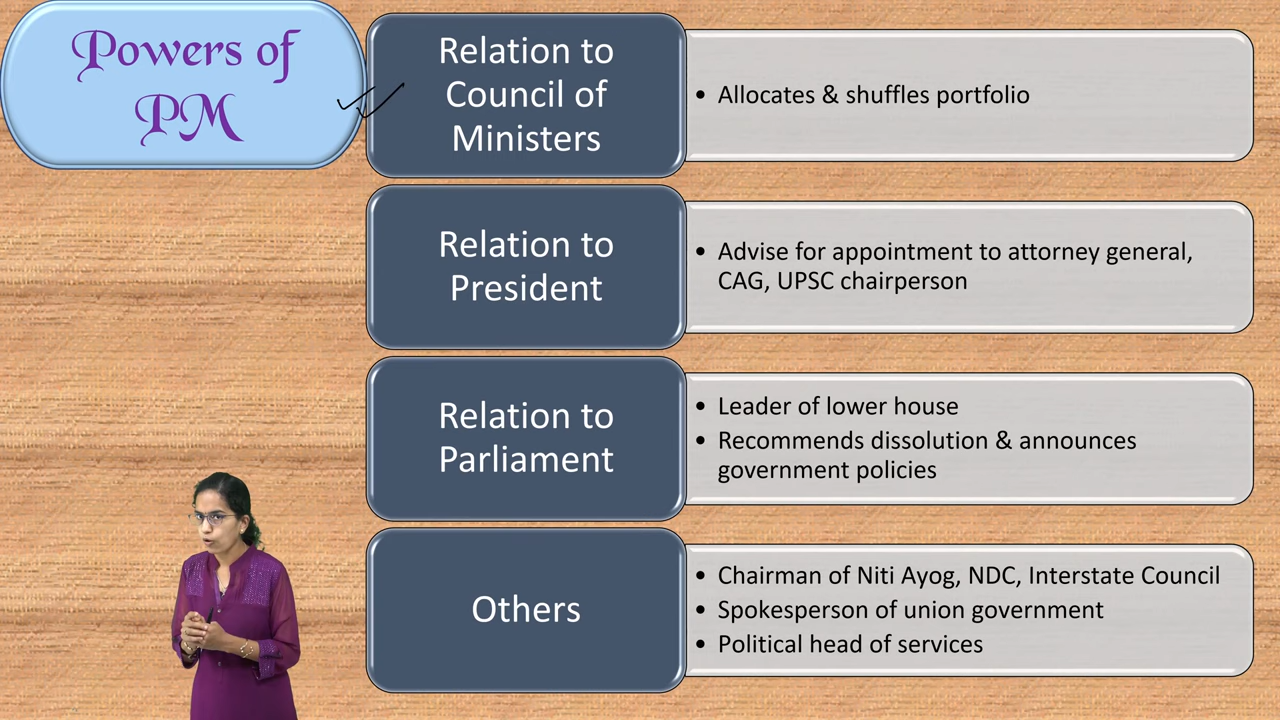 Powers of
PM
Relation to
Council of
Ministers
• Allocates & shuffles portfolio
Relation to
President
• Advise for appointment to attorney general,
CAG, UPSC chairperson
Relation to
Parliament
• Leader of lower house
• Recommends dissolution & announces
government policies
Others
• Chairman of Niti Ayog, NDC, Interstate Council
• Spokesperson of union government
• Political head of services